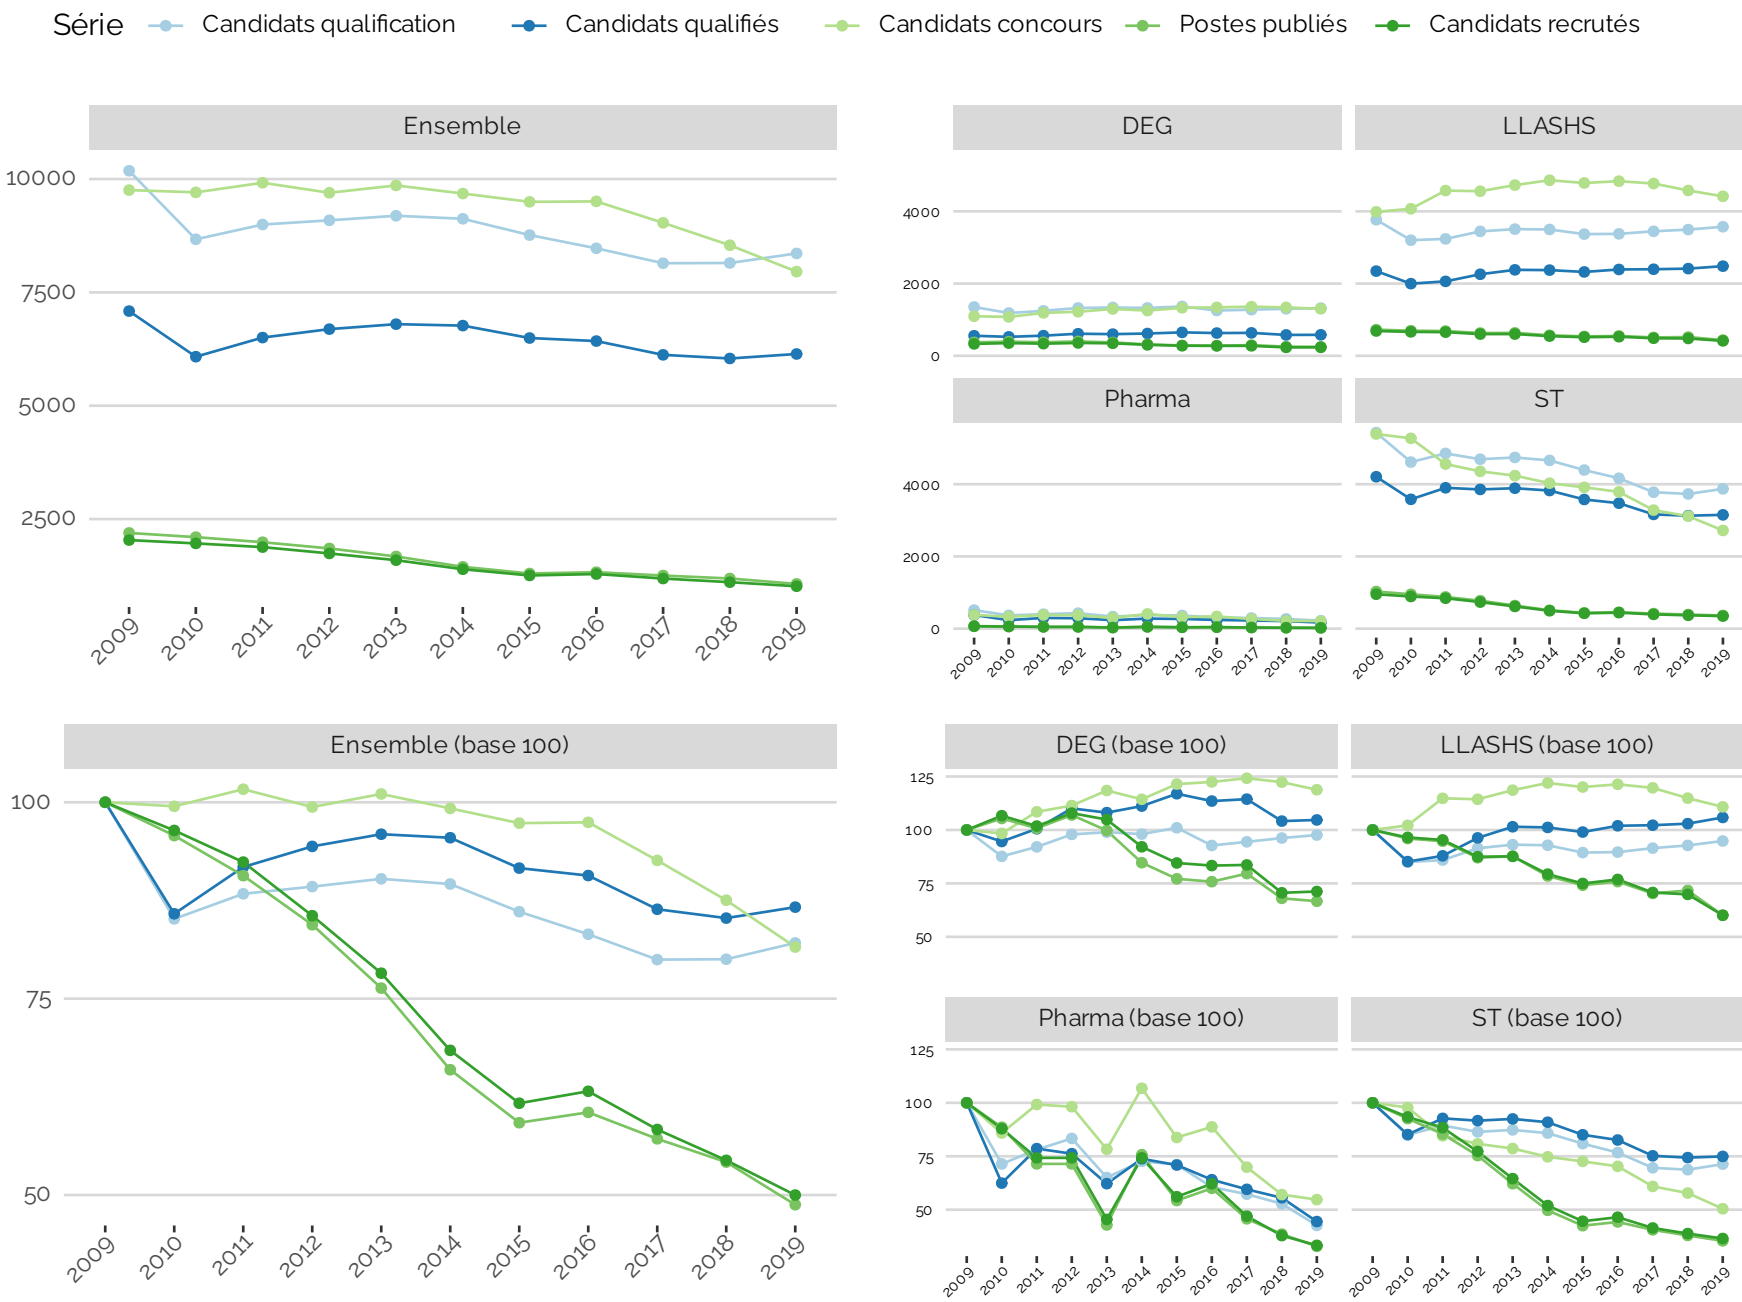 Série Candidats qualification Candidats qualifiés Candidats concours Postes publiés Candidats recrutés
Ensemble
10000
7500
5000
2500
2009 2010 2011 2012 2013 2014 2015 2016 2017 2018 2019
DEG LLASHS
4000
2000
0
Pharma ST
4000
2000
0
2009 2010 2011 2012 2013 2014 2015 2016 2017 2018 2019 2009 2010 2011 2012 2013 2014 2015 2016 2017 2018 2019
Ensemble (base 100)
100
75
50
2009 2010 2011 2012 2013 2014 2015 2016 2017 2018 2019
DEG (base 100) LLASHS (base 100)
125
100
75
50
Pharma (base 100) ST (base 100)
125
100
75
50
2009 2010 2011 2012 2013 2014 2015 2016 2017 2018 2019 2009 2010 2011 2012 2013 2014 2015 2016 2017 2018 2019